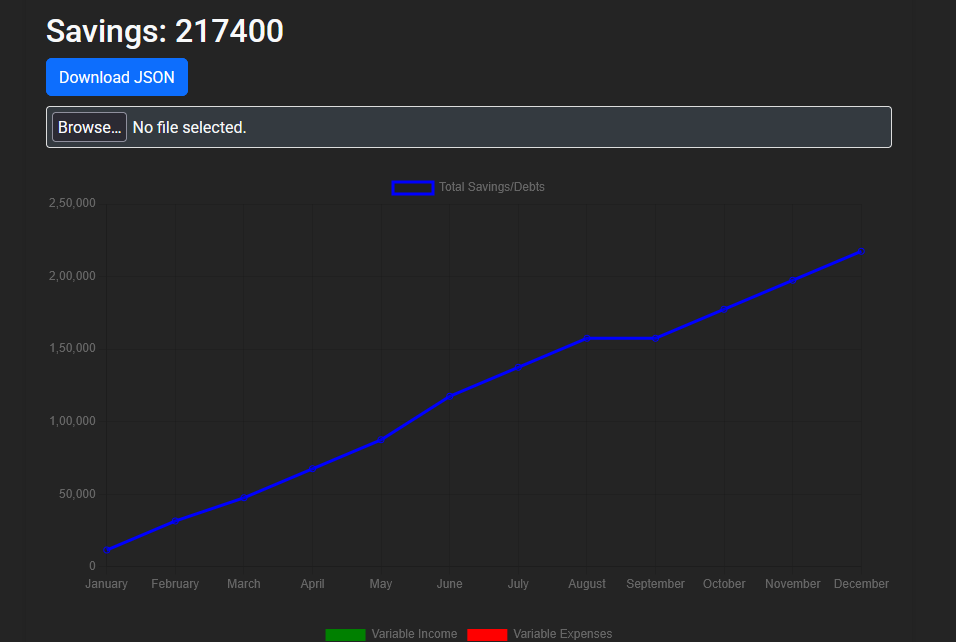 Savings: 217400
Download JSON
Browse... No file selected.
Total Savings/Debts
2,50,000
2,00,000
1,50,000
1,00,000
50,000
0
January February March April May June July August September October November December
Variable Income Variable Expenses